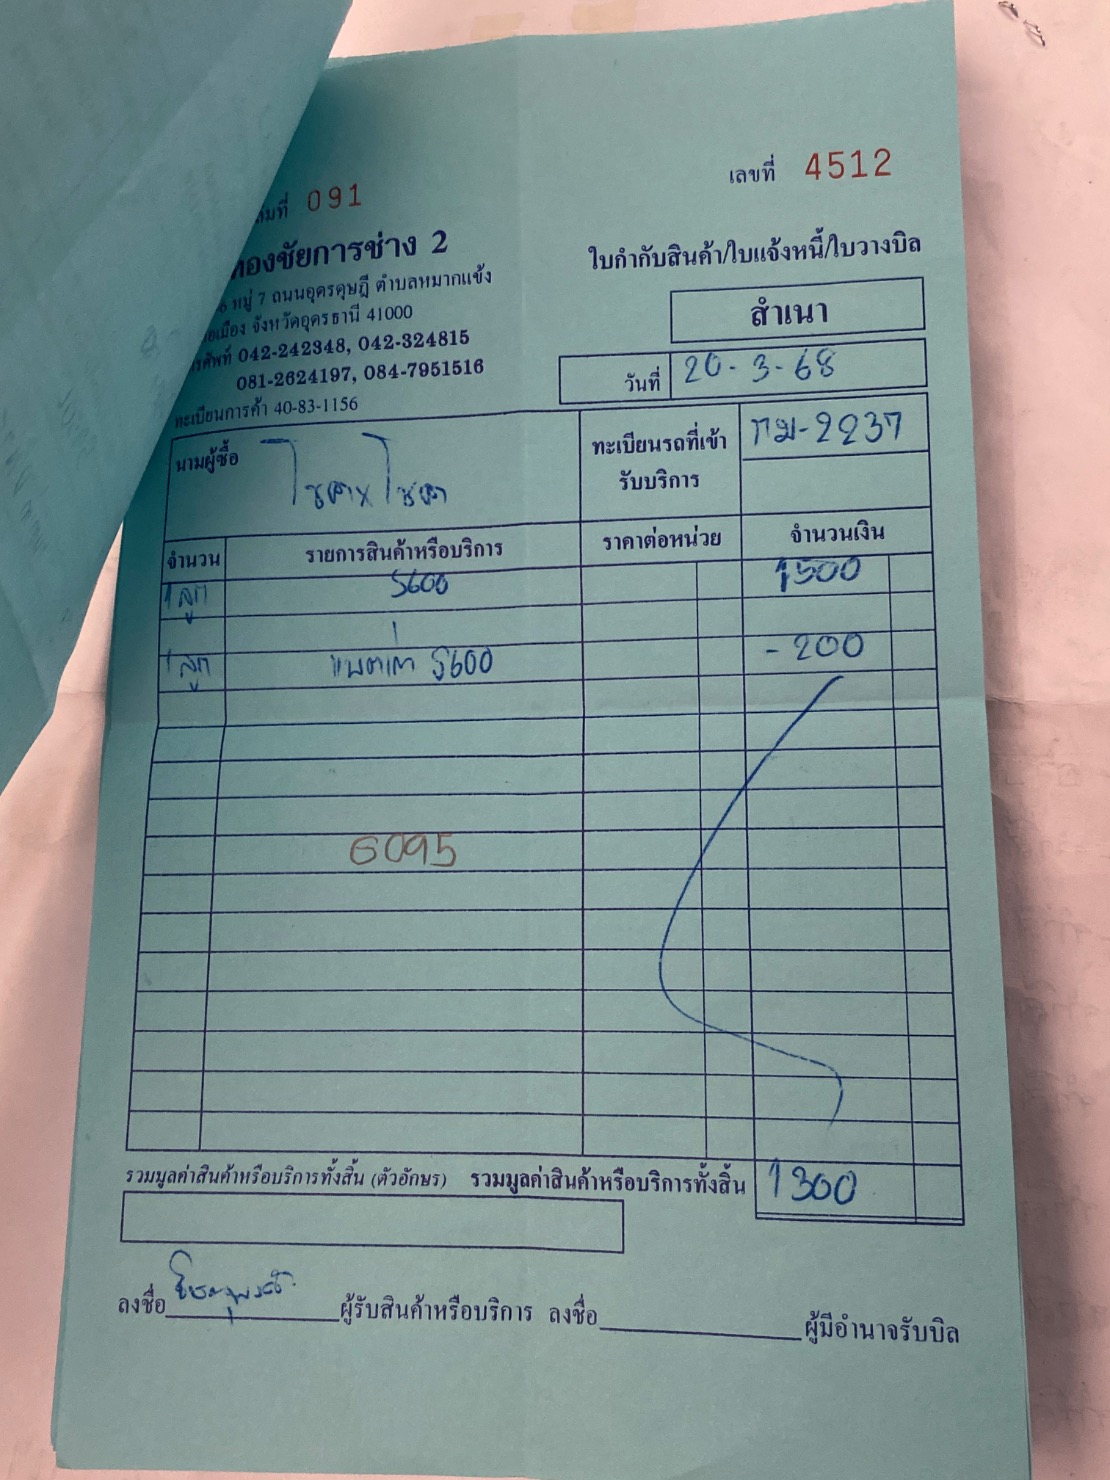 ล่มที่ 091
เลขที่ 4512
ทองชัยการช่าง 2
ใบกำกับสินค้า/ใบแจ้งหนี้/ใบวางบิล
6 หมู่ 7 ถนนอุดรดุษฎี ตำบลหมากแข้ง
สำเนา
จังหวัดอุดรธานี 41000
042-242348, 042-324815
วันที่ 20-3-68
081-2624197, 084-7951516
ทะเบียนการค้า 40-83-1156
นามผู้ซื้อ โชคxโชค
ทะเบียนรถที่เข้า
รับบริการ
กม-2237
จำนวน รายการสินค้าหรือบริการ ราคาต่อหน่วย จำนวนเงิน
1 ลูก S600 1500
1 ลูก แบตเก่า S600 -200
6095
รวมมูลค่าสินค้าหรือบริการทั้งสิ้น (ตัวอักษร) รวมมูลค่าสินค้าหรือบริการทั้งสิ้น 1300
ลงชื่อ ผู้รับสินค้าหรือบริการ ลงชื่อ ผู้มีอำนาจรับบิล